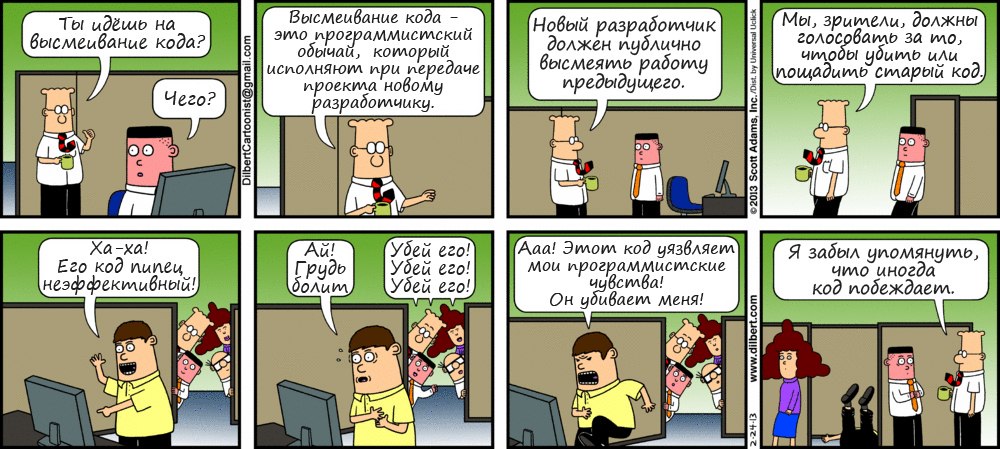 Ты идёшь на
высмеивание кода?
Чего?
DilbertCartoonist@gmail.com
Высмеивание кода -
это программистский
обычай, который
исполняют при передаче
проекта новому
разработчику.
Новый разработчик
должен публично
высмеять работу
предыдущего.
©2013 Scott Adams, Inc. /Dist. by Universal Uclick
Мы, зрители, должны
голосовать за то,
чтобы убить или
пощадить старый код.
Ха-ха!
Его код пипец
неэффективный!
Ай!
Грудь
болит
Убей его!
Убей его!
Убей его!
Ааа! Этот код уязвляет
мои программистские
чувства!
Он убивает меня!
www.dilbert.com
2-24-13
Я забыл упомянуть,
что иногда
код побеждает.